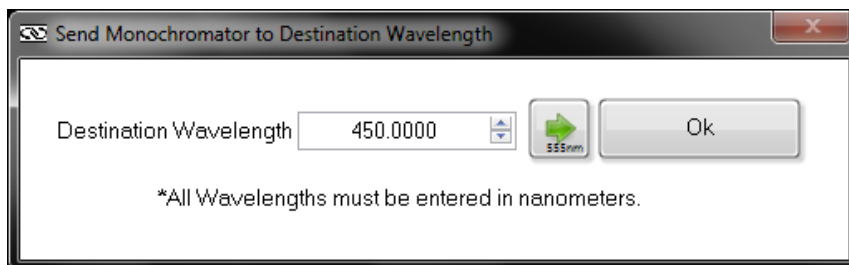 Send Monochromator to Destination Wavelength
Destination Wavelength 450.0000 555nm Ok
*All Wavelengths must be entered in nanometers.